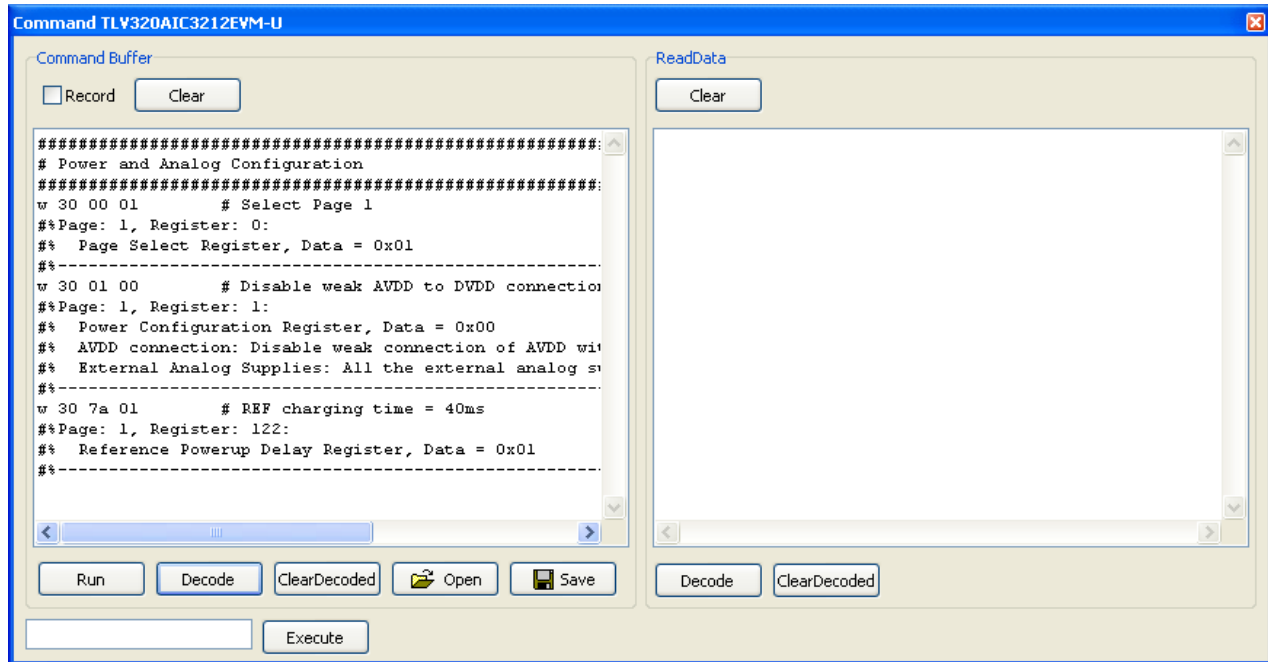 Command TLV320AIC3212EVM-U
Command Buffer
Record Clear
############################################################
# Power and Analog Configuration
############################################################
w 30 00 01 # Select Page 1
#%Page: 1, Register: 0:
#% Page Select Register, Data = 0x01
#%-----------------------------------------------------
w 30 01 00 # Disable weak AVDD to DVDD connection
#%Page: 1, Register: 1:
#% Power Configuration Register, Data = 0x00
#% AVDD connection: Disable weak connection of AVDD
#% External Analog Supplies: All the external analog
#%-----------------------------------------------------
w 30 7a 01 # REF charging time = 40ms
#%Page: 1, Register: 122:
#% Reference Powerup Delay Register, Data = 0x01
#%-----------------------------------------------------
Run Decode ClearDecoded Open Save
Execute
ReadData
Clear
Decode ClearDecoded